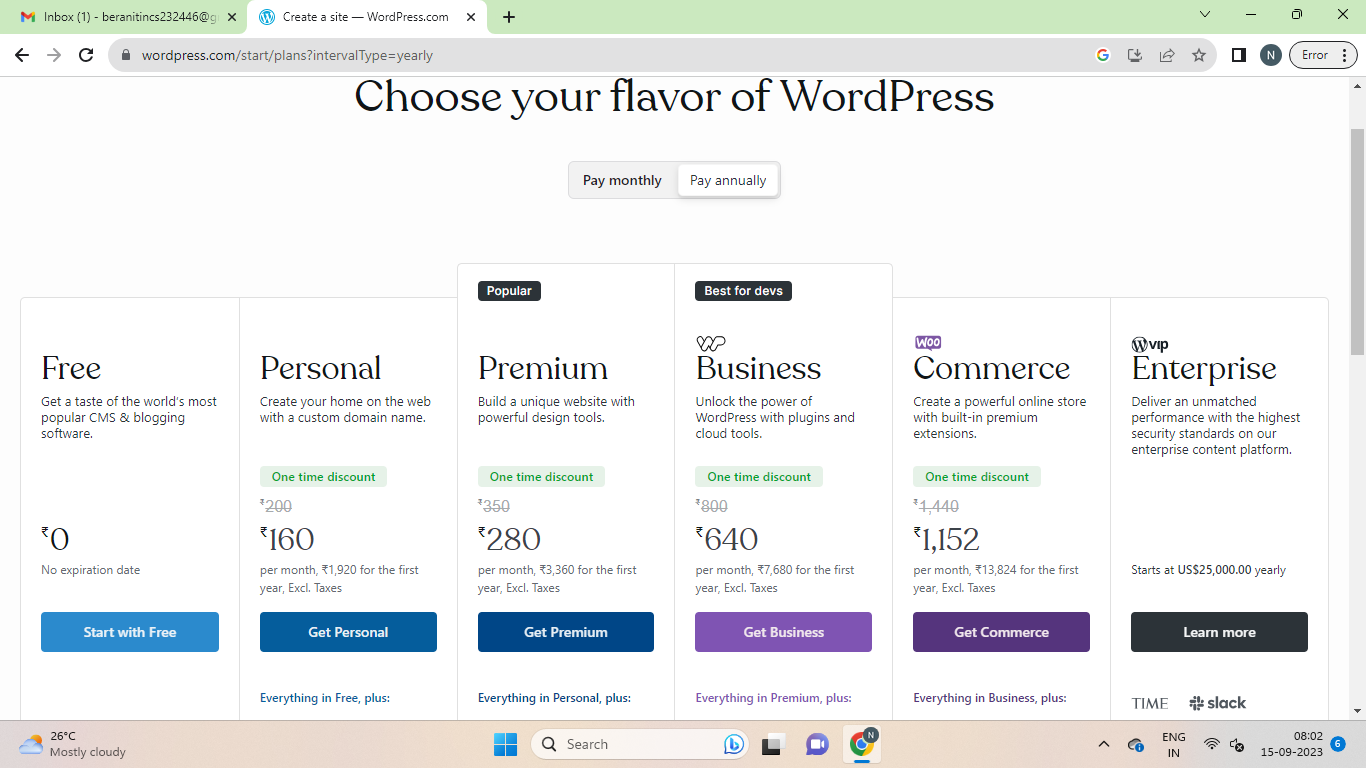 Inbox (1) - beranitincs232446@g
Create a site — WordPress.com
wordpress.com/start/plans?intervalType=yearly
N
Error
Choose your flavor of WordPress
Pay monthly
Pay annually
Popular
Best for devs
Free
Get a taste of the world's most
popular CMS & blogging
software.
₹0
No expiration date
Start with Free
Personal
Create your home on the web
with a custom domain name.
One time discount
₹200
₹160
per month, ₹1,920 for the first
year, Excl. Taxes
Get Personal
Everything in Free, plus:
Premium
Build a unique website with
powerful design tools.
One time discount
₹350
₹280
per month, ₹3,360 for the first
year, Excl. Taxes
Get Premium
Everything in Personal, plus:
WP
Business
Unlock the power of
WordPress with plugins and
cloud tools.
One time discount
₹800
₹640
per month, ₹7,680 for the first
year, Excl. Taxes
Get Business
Everything in Premium, plus:
WOO
Commerce
Create a powerful online store
with built-in premium
extensions.
One time discount
₹1,440
₹1,152
per month, ₹13,824 for the first
year, Excl. Taxes
Get Commerce
Everything in Business, plus:
VIP
Enterprise
Deliver an unmatched
performance with the highest
security standards on our
enterprise content platform.
Starts at US$25,000.00 yearly
Learn more
TIME
slack
26°C
Mostly cloudy
Search
N
ENG
IN
08:02
15-09-2023
6